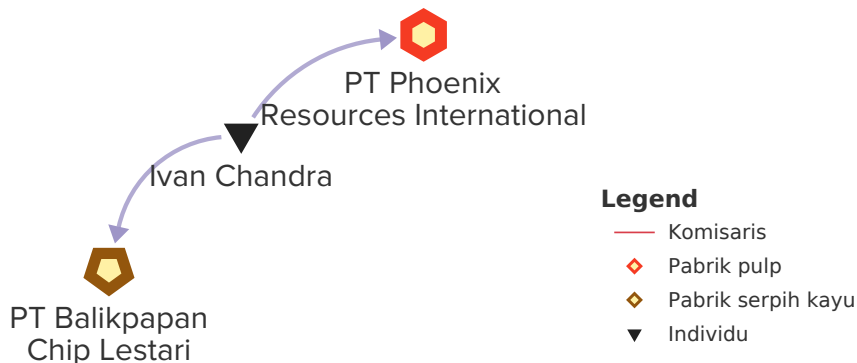 PT Phoenix
Resources International
Ivan Chandra
PT Balikpapan
Chip Lestari
Legend
Komisaris
Pabrik pulp
Pabrik serpih kayu
Individu